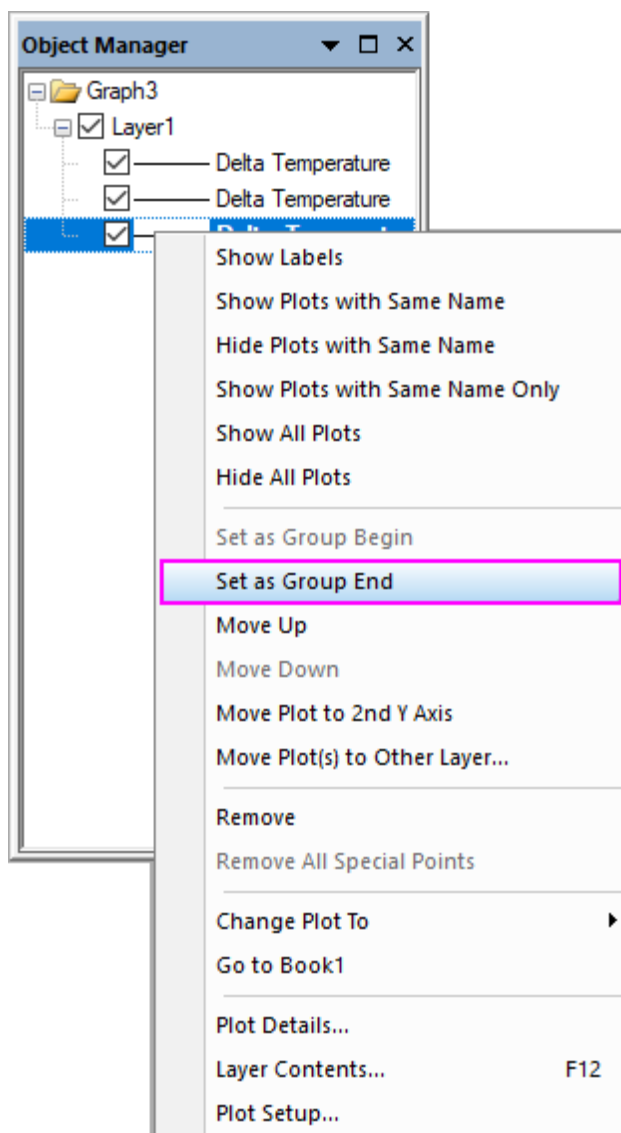 Object Manager
Graph3
Layer1
Delta Temperature
Delta Temperature
Show Labels
Show Plots with Same Name
Hide Plots with Same Name
Show Plots with Same Name Only
Show All Plots
Hide All Plots
Set as Group Begin
Set as Group End
Move Up
Move Down
Move Plot to 2nd Y Axis
Move Plot(s) to Other Layer...
Remove
Remove All Special Points
Change Plot To
Go to Book1
Plot Details...
Layer Contents... F12
Plot Setup...